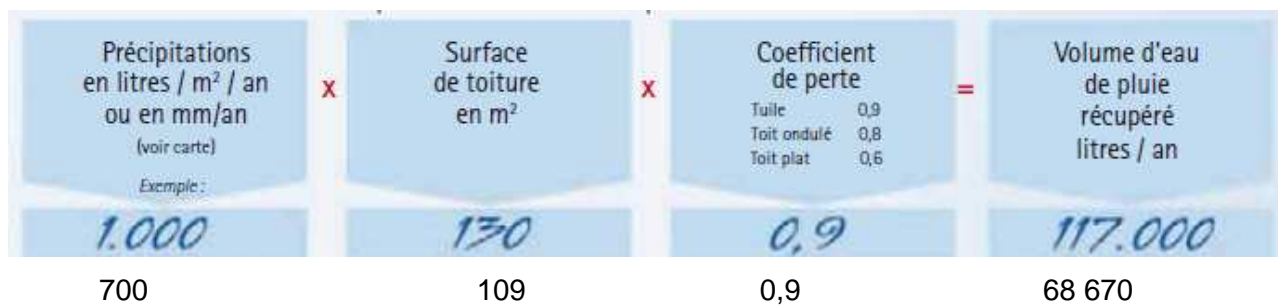 Précipitations
en litres / m² / an
ou en mm/an
(voir carte)
Exemple :
1.000
x
Surface
de toiture
en m²
130
x
Coefficient
de perte
Tuile 0,9
Toit ondulé 0,8
Toit plat 0,6
0,9
=
Volume d'eau
de pluie
récupéré
litres / an
117.000
700 109 0,9 68 670